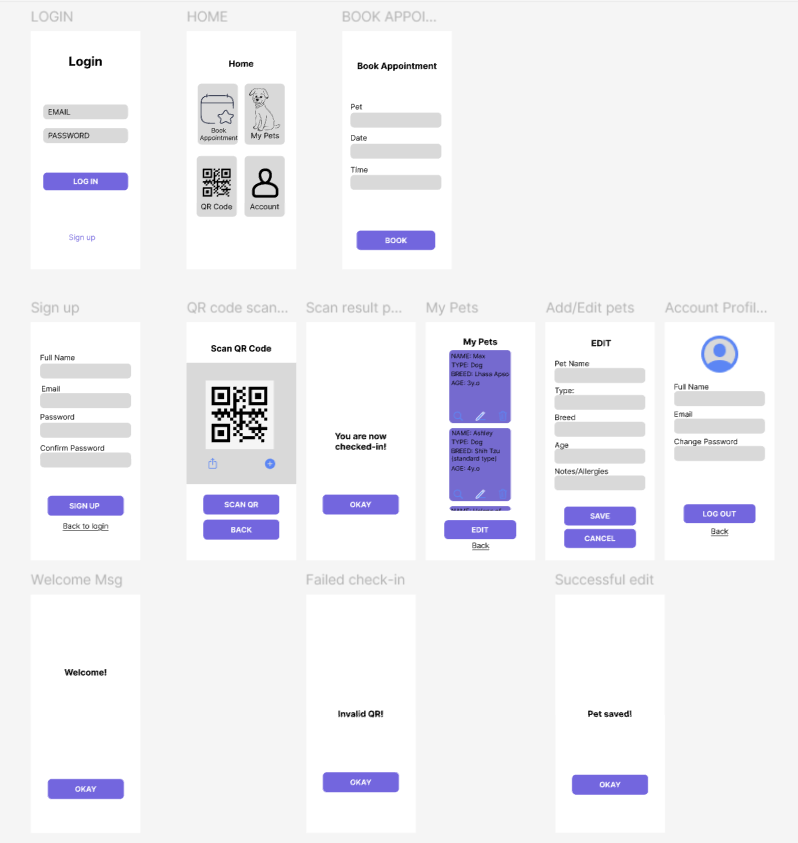 LOGIN
HOME
BOOK APPOI...
Login
EMAIL
PASSWORD
LOG IN
Sign up
Home
Book
Appointment
My Pets
QR Code
Account
Book Appointment
Pet
Date
Time
BOOK
Sign up
QR code scan...
Scan result p...
My Pets
Add/Edit pets
Account Profil...
Full Name
Email
Password
Confirm Password
SIGN UP
Back to login
Scan QR Code
SCAN QR
BACK
You are now
checked-in!
OKAY
My Pets
NAME: Max
TYPE: Dog
BREED: Lhasa Apso
AGE: 3y.o
NAME: Ashley
TYPE: Dog
BREED: Shih Tzu
(standard type)
AGE: 4y.o
EDIT
Back
EDIT
Pet Name
Type:
Breed
Age
Notes/Allergies
SAVE
CANCEL
Full Name
Email
Change Password
LOG OUT
Back
Welcome Msg
Failed check-in
Successful edit
Welcome!
OKAY
Invalid QR!
OKAY
Pet saved!
OKAY